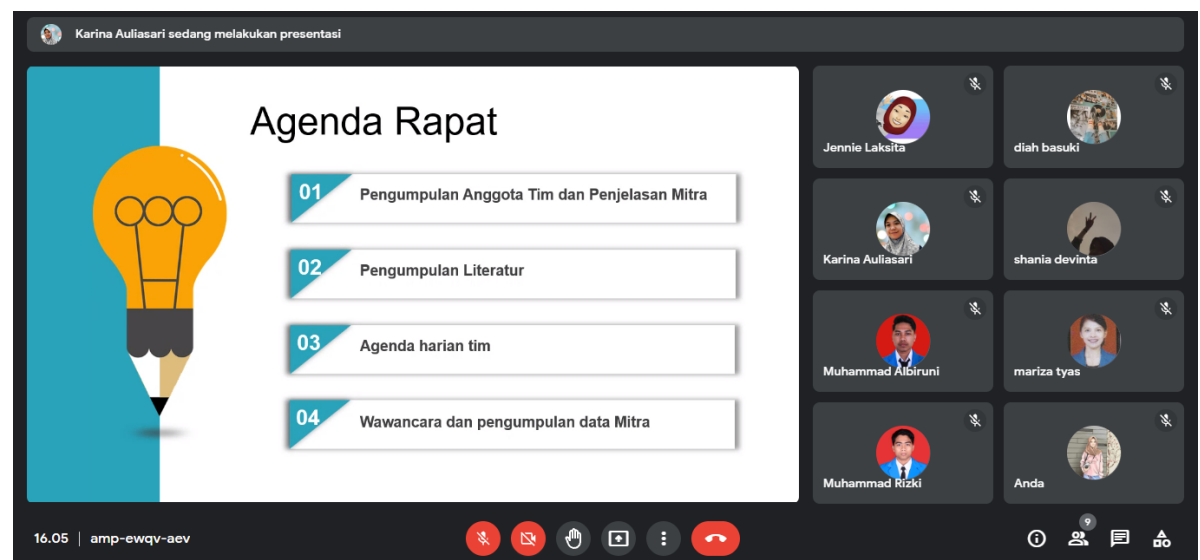 Karina Auliasari sedang melakukan presentasi
Agenda Rapat
01 Pengumpulan Anggota Tim dan Penjelasan Mitra
02 Pengumpulan Literatur
03 Agenda harian tim
04 Wawancara dan pengumpulan data Mitra
Jennie Laksita
diah basuki
Karina Auliasari
shania devinta
Muhammad Albiruni
mariza tyas
Muhammad Rizki
Anda
16.05 | amp-ewqv-aev
9